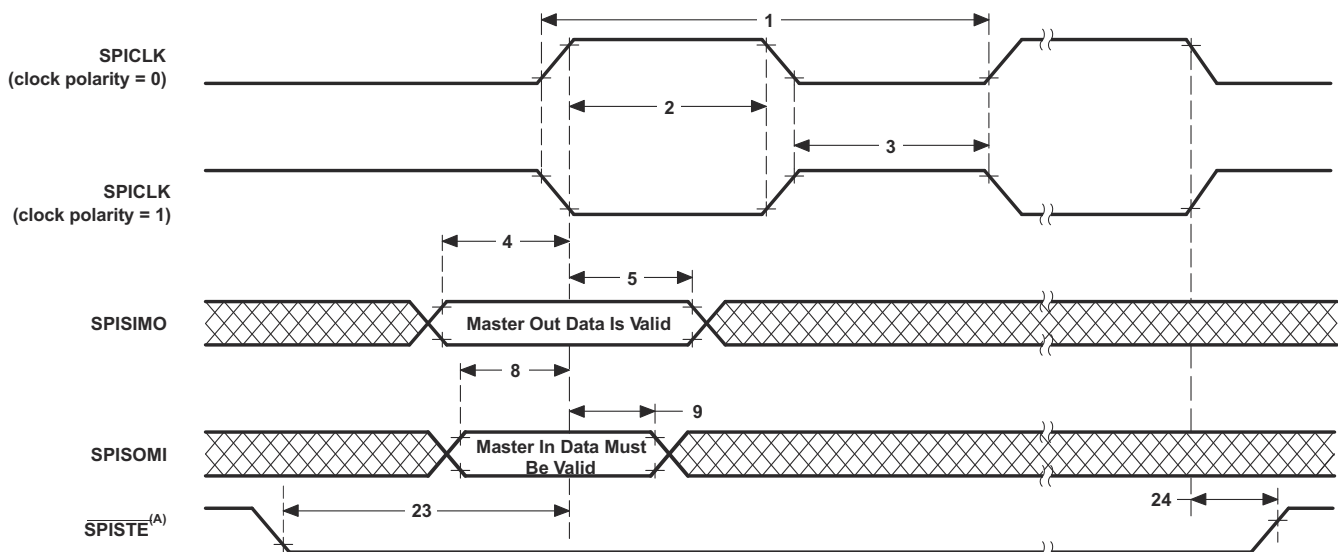 1
SPICLK
(clock polarity = 0)
2
3
SPICLK
(clock polarity = 1)
4
5
SPISIMO
Master Out Data Is Valid
8
9
SPISOMI
Master In Data Must
Be Valid
23
24
SPISTE(A)